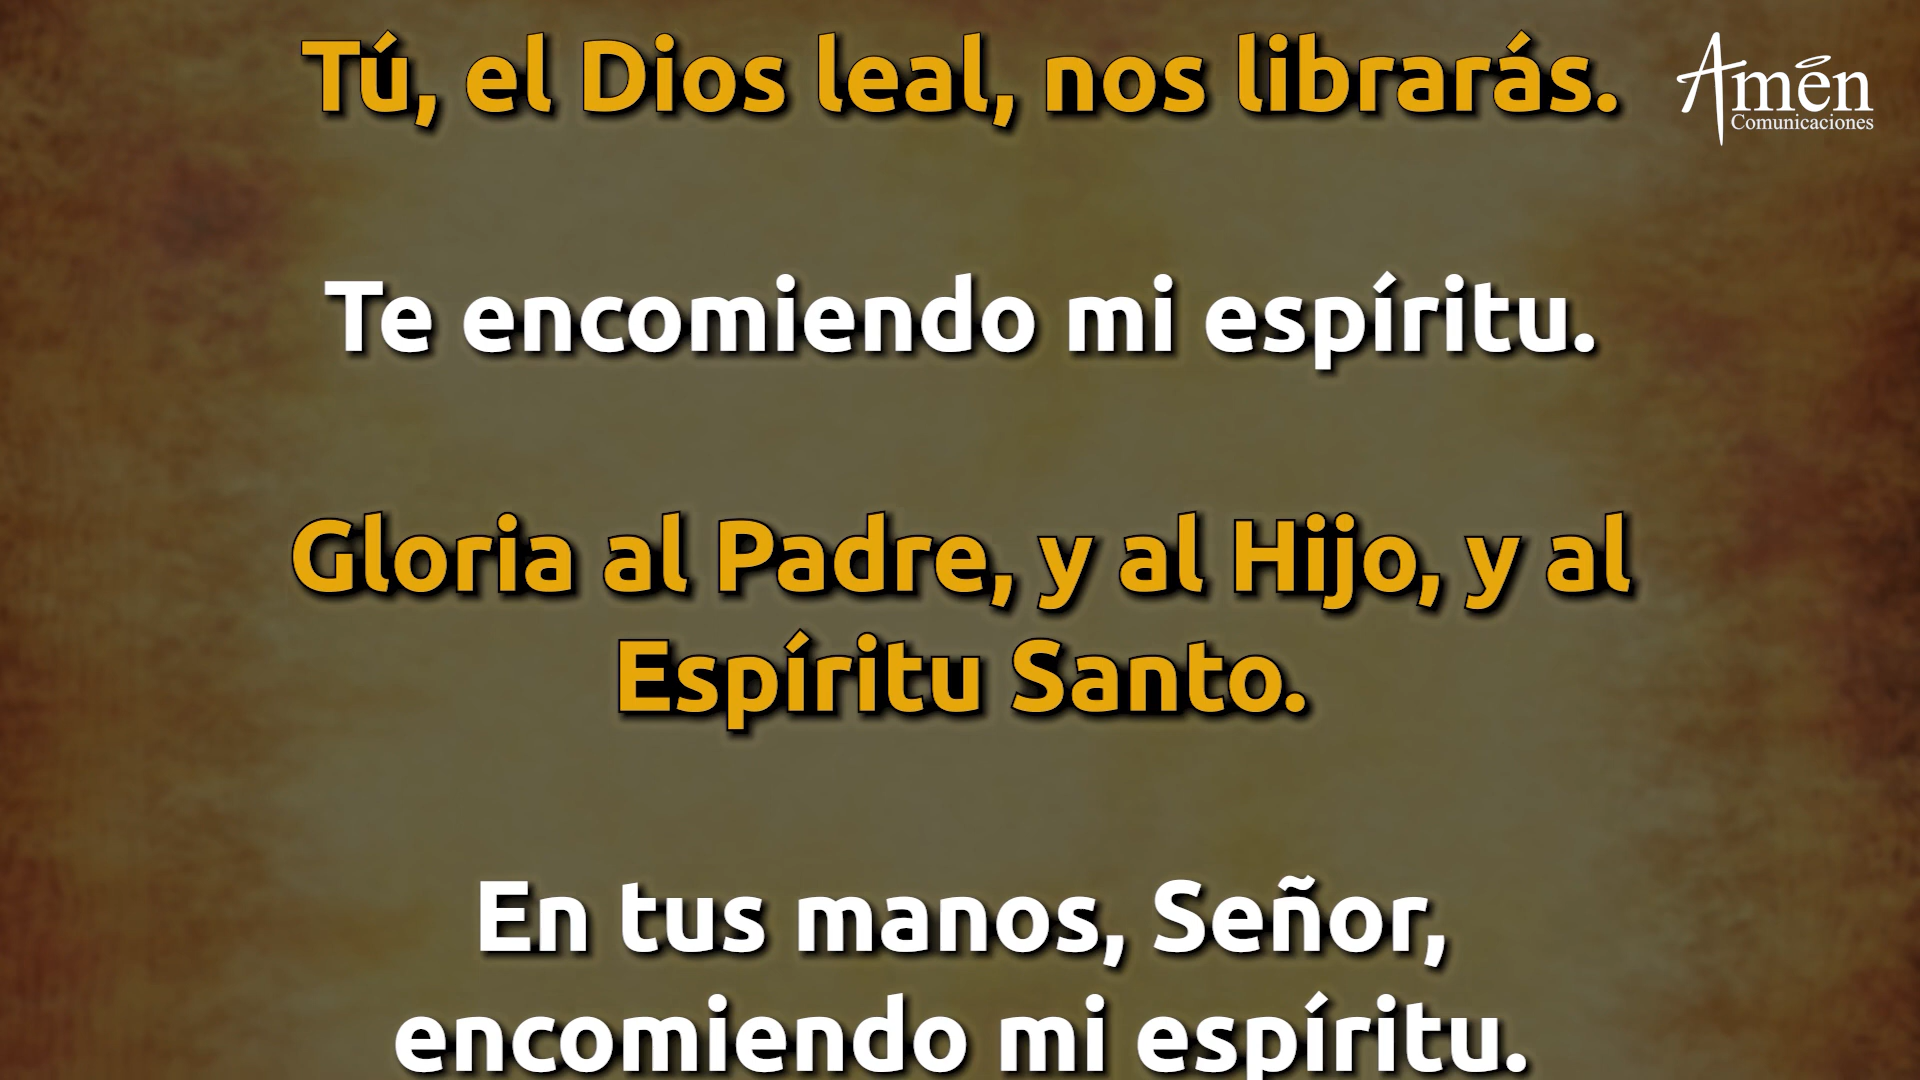 Tú, el Dios leal, nos librarás.
Amén
Comunicaciones
Te encomiendo mi espíritu.
Gloria al Padre, y al Hijo, y al
Espíritu Santo.
En tus manos, Señor,
encomiendo mi espíritu.